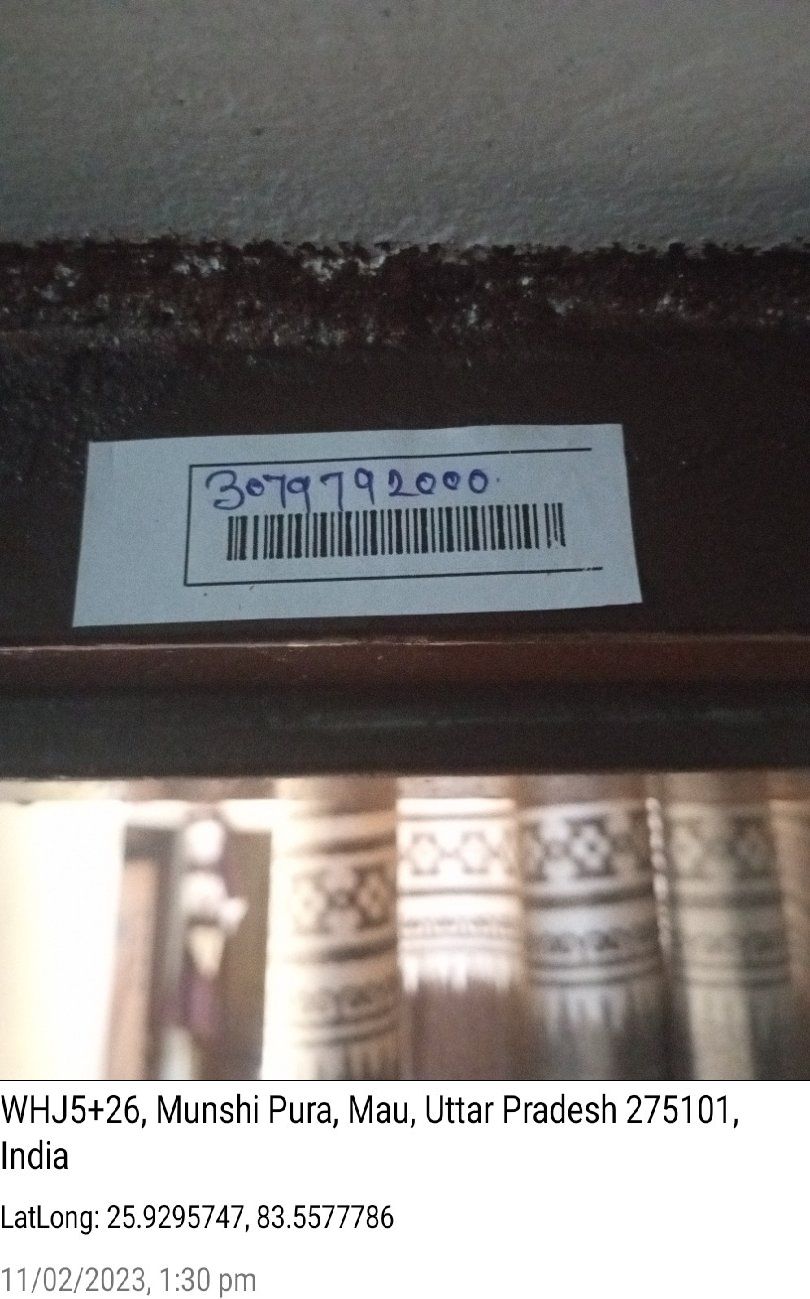 3079792000
WHJ5+26, Munshi Pura, Mau, Uttar Pradesh 275101,
India
LatLong: 25.9295747, 83.5577786
11/02/2023, 1:30 pm